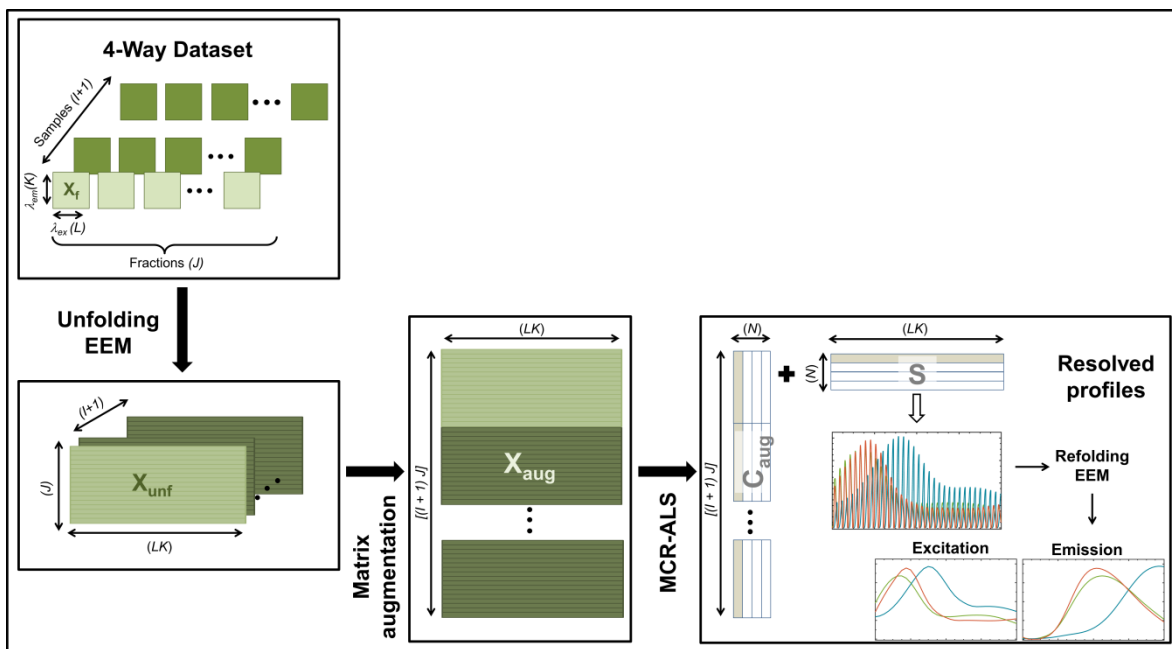 4-Way Dataset
Samples (I+1)
λem(K)
Xf
λex (L)
Fractions (J)
Unfolding
EEM
(I+1)
(J)
Xunf
(LK)
Matrix
augmentation
(LK)
[(I + 1) J]
Xaug
MCR-ALS
(N)
(LK)
[(I + 1) J]
Caug
(N)
S
Resolved
profiles
Refolding
EEM
Excitation
Emission